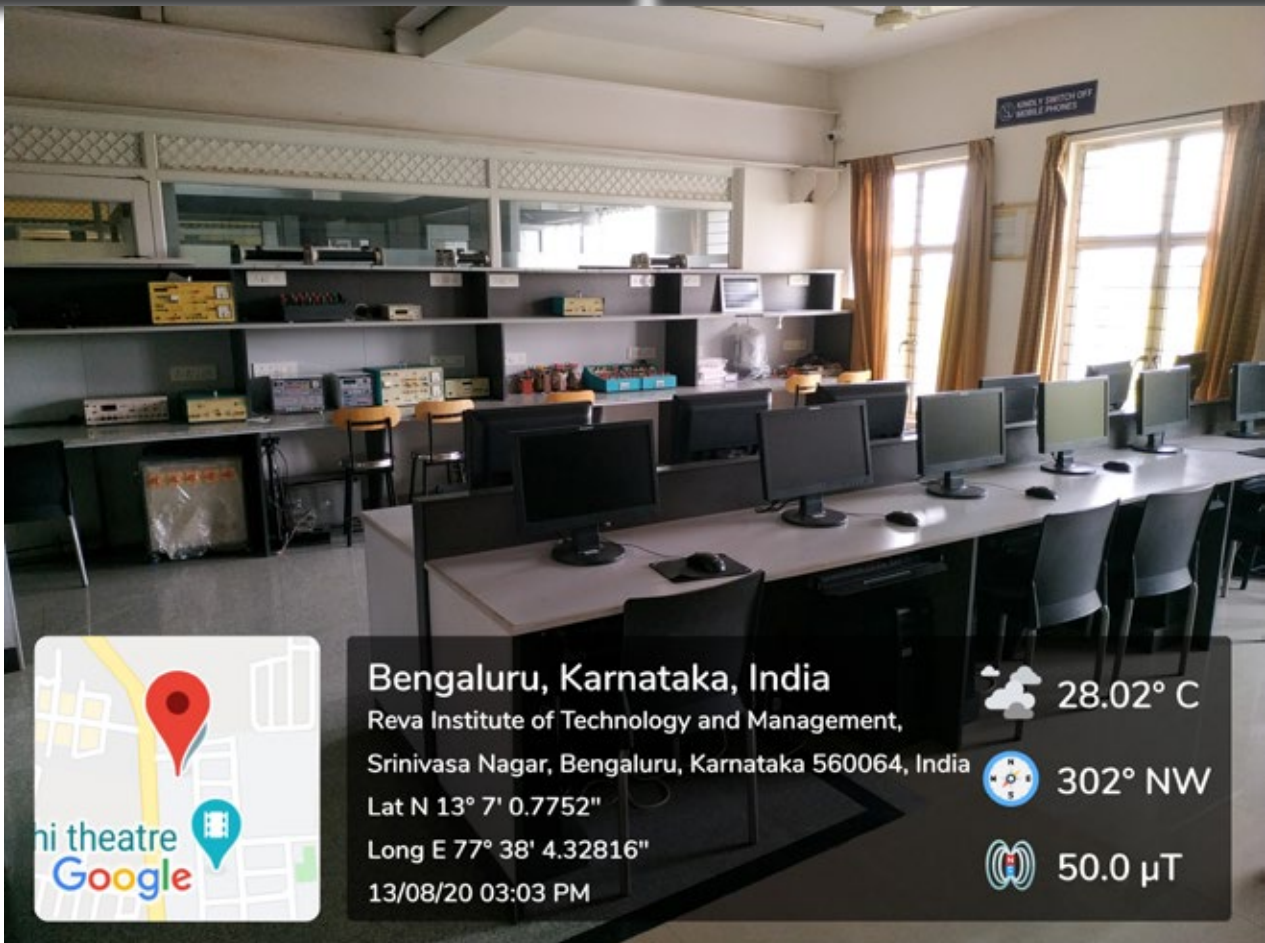 KINDLY SWITCH OFF
MOBILE PHONES
hi theatre
Google
Bengaluru, Karnataka, India
Reva Institute of Technology and Management,
Srinivasa Nagar, Bengaluru, Karnataka 560064, India
Lat N 13° 7' 0.7752"
Long E 77° 38' 4.32816"
13/08/20 03:03 PM
28.02° C
302° NW
50.0 µT